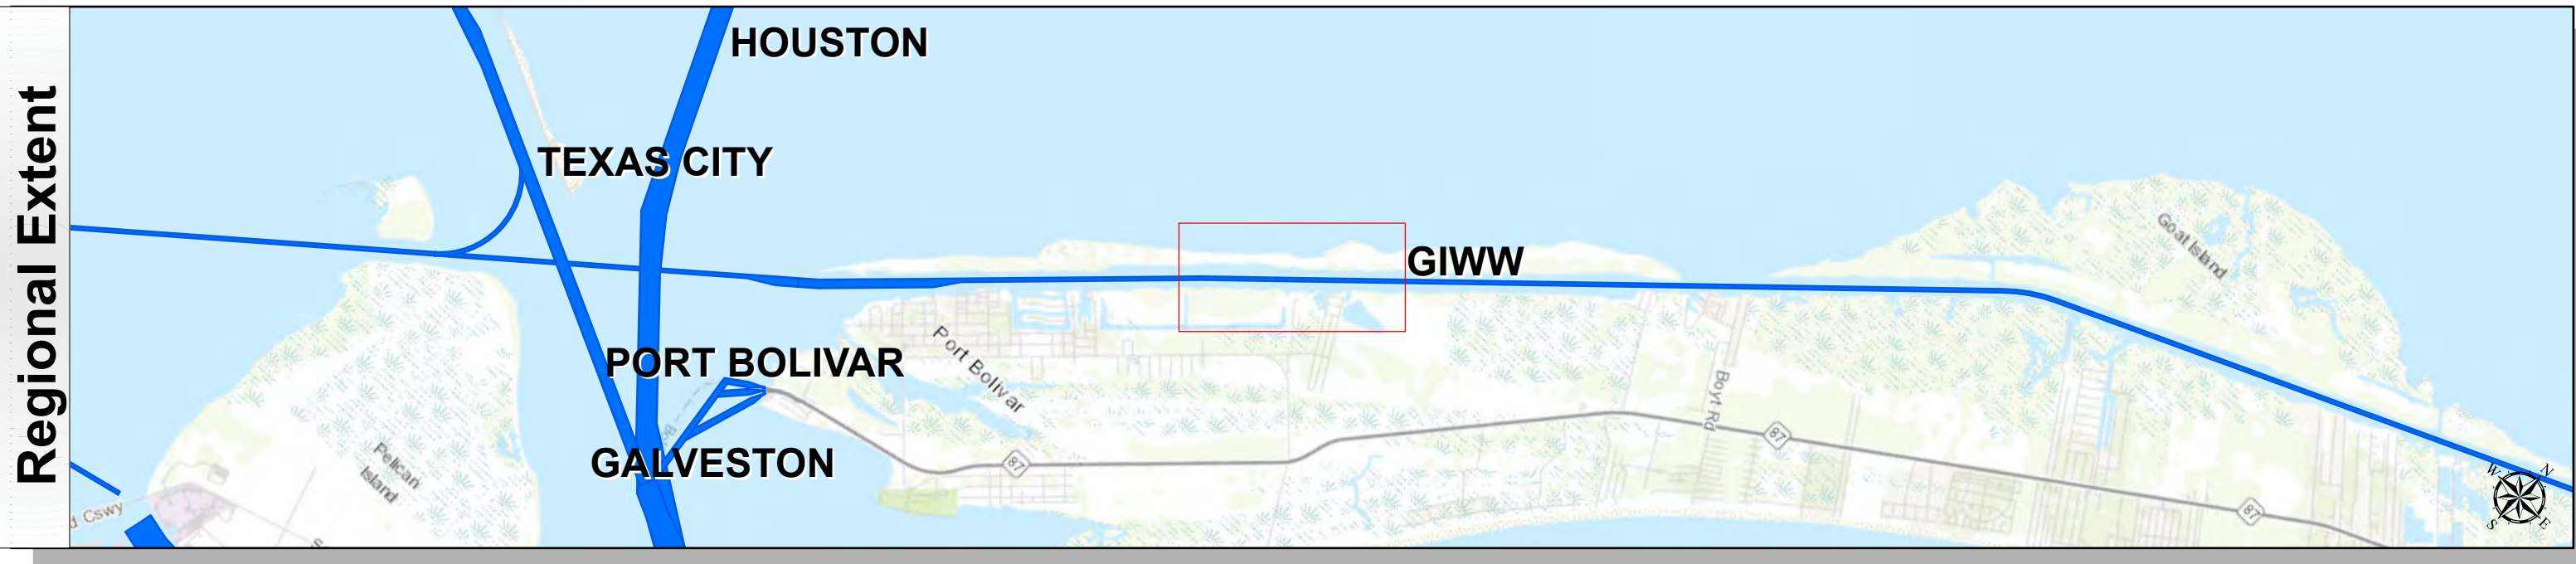 Regional Extent
HOUSTON
TEXAS CITY
GIWW
Goat Island
PORT BOLIVAR
Port Bolivar
Boyt Rd
87
87
87
GALVESTON
Pelican
Island
d Cswy
N
W
S
E